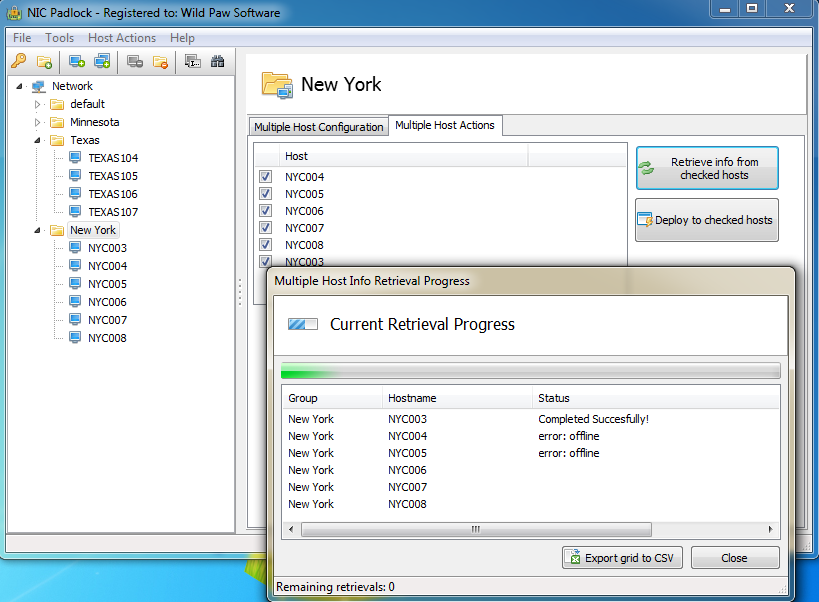 NIC Padlock - Registered to: Wild Paw Software
File Tools Host Actions Help
Network
default
Minnesota
Texas
TEXAS104
TEXAS105
TEXAS106
TEXAS107
New York
NYC003
NYC004
NYC005
NYC006
NYC007
NYC008
New York
Multiple Host Configuration Multiple Host Actions
Host
NYC004
NYC005
NYC006
NYC007
NYC008
NYC003
Retrieve info from
checked hosts
Deploy to checked hosts
Multiple Host Info Retrieval Progress
Current Retrieval Progress
Group Hostname Status
New York NYC003 Completed Succesfully!
New York NYC004 error: offline
New York NYC005 error: offline
New York NYC006
New York NYC007
New York NYC008
Export grid to CSV Close
Remaining retrievals: 0